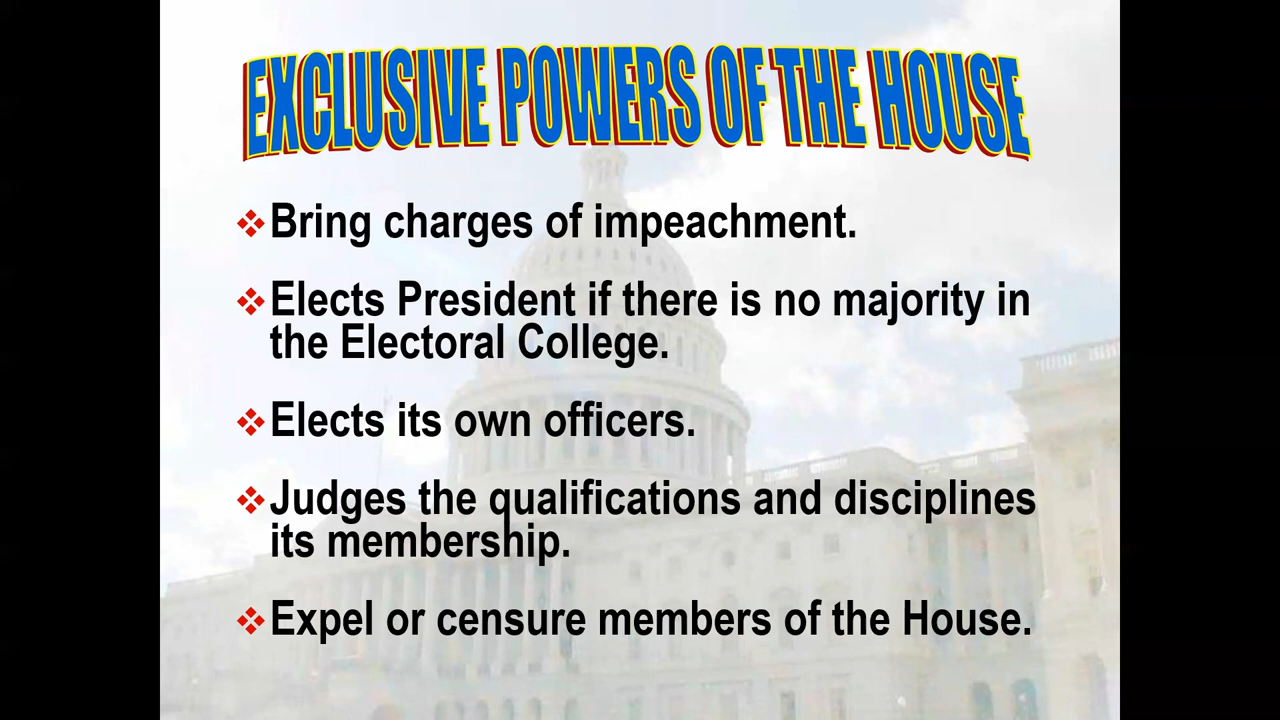 EXCLUSIVE POWERS OF THE HOUSE
❖Bring charges of impeachment.
❖Elects President if there is no majority in
the Electoral College.
❖Elects its own officers.
❖Judges the qualifications and disciplines
its membership.
❖Expel or censure members of the House.